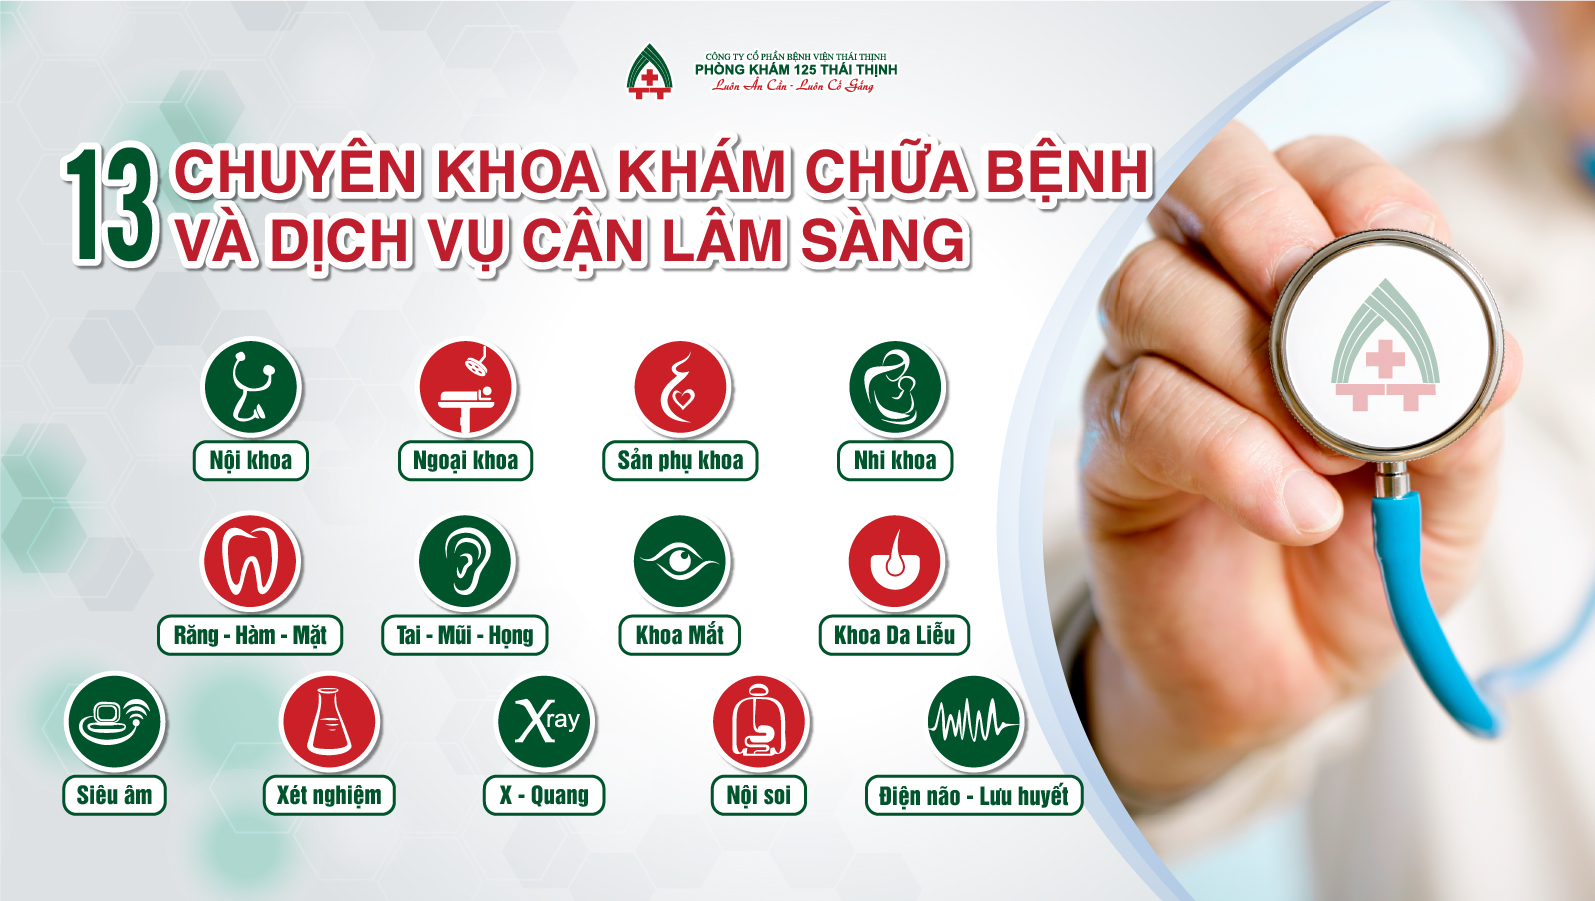 CÔNG TY CỔ PHẦN BỆNH VIỆN THÁI THỊNH
PHÒNG KHÁM 125 THÁI THỊNH
Luôn Ân Cần - Luôn Cố Gắng
13 CHUYÊN KHOA KHÁM CHỮA BỆNH
VÀ DỊCH VỤ CẬN LÂM SÀNG
Nội khoa
Ngoại khoa
Sản phụ khoa
Nhi khoa
Răng - Hàm - Mặt
Tai - Mũi - Họng
Khoa Mắt
Khoa Da Liễu
Xray
Siêu âm
Xét nghiệm
X - Quang
Nội soi
Điện não - Lưu huyết